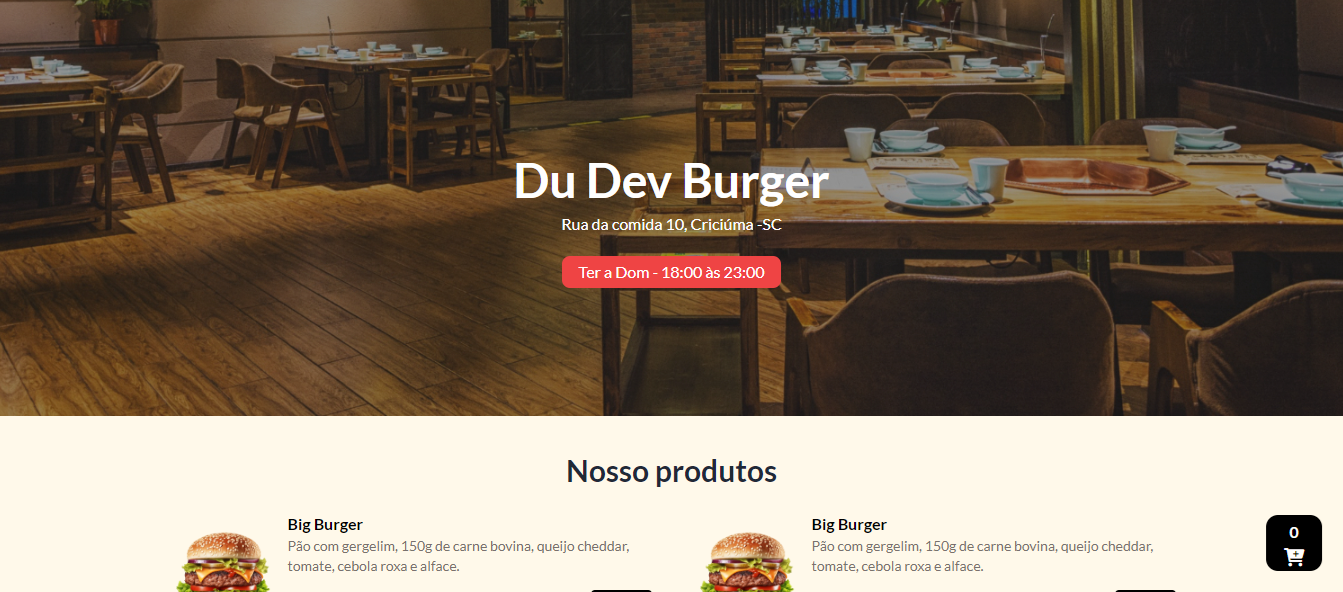 Du Dev Burger
Rua da comida 10, Criciúma -SC
Ter a Dom - 18:00 às 23:00
Nosso produtos
Big Burger
Pão com gergelim, 150g de carne bovina, queijo cheddar,
tomate, cebola roxa e alface.
Big Burger
Pão com gergelim, 150g de carne bovina, queijo cheddar,
tomate, cebola roxa e alface.
0